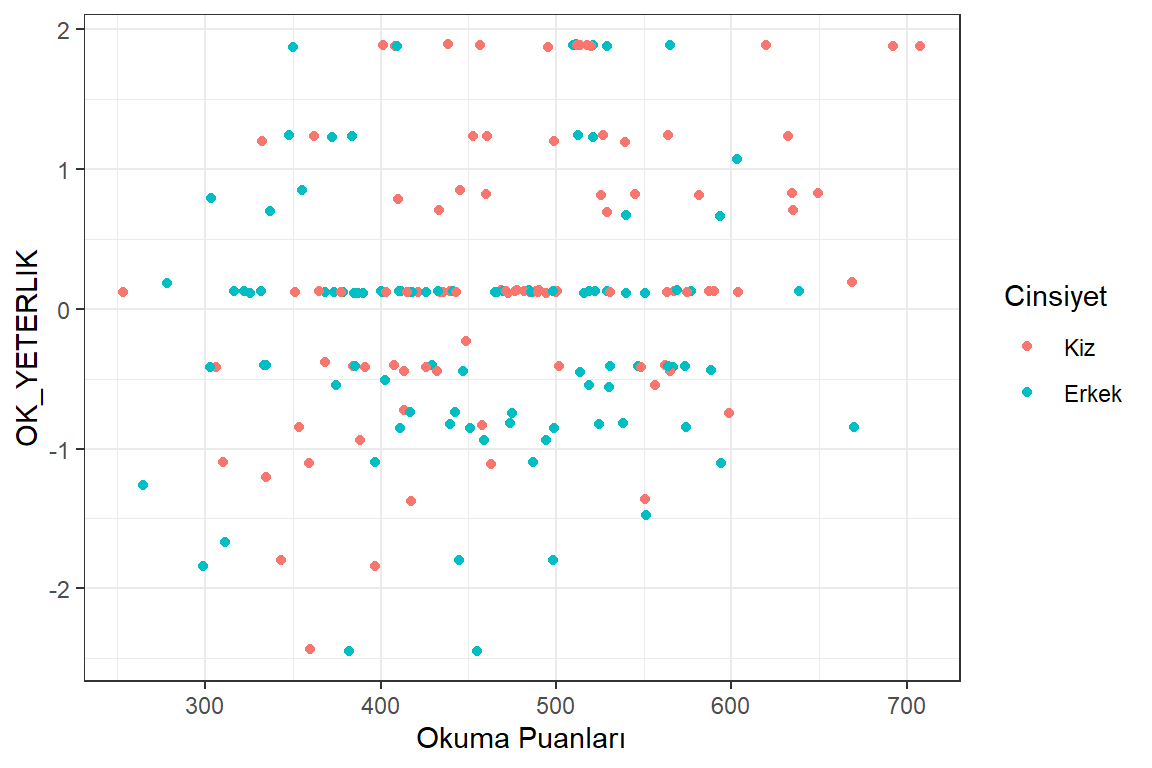 2
1
0
-1
-2
OK_YETERLIK
300 400 500 600 700
Okuma Puanları
Cinsiyet
Kiz
Erkek